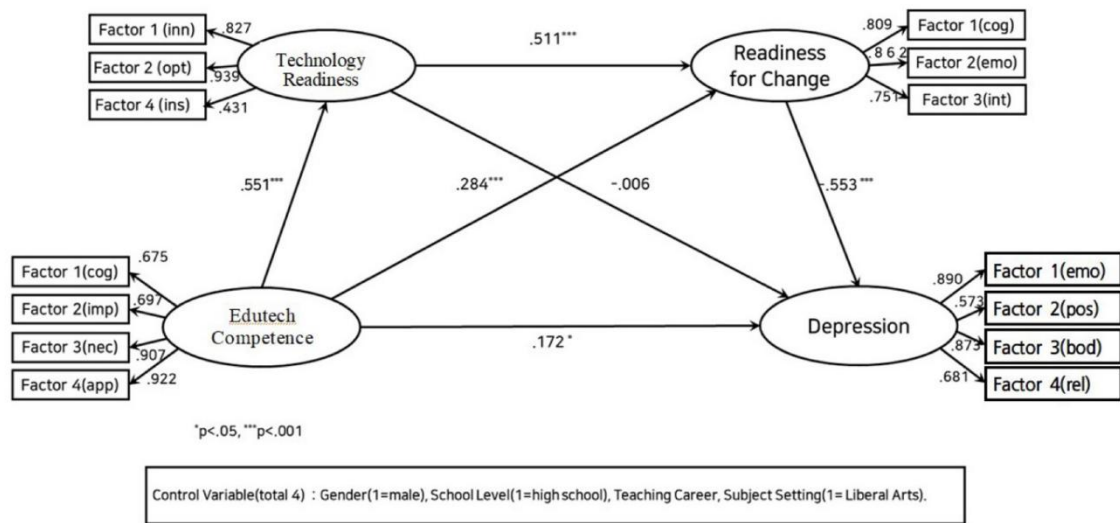 Factor 1 (inn)
.827
Factor 2 (opt)
.939
Factor 4 (ins)
.431
Technology
Readiness
.511***
Readiness
for Change
.809
Factor 1(cog)
.862
Factor 2(emo)
.751
Factor 3(int)
.551***
.284***
-.006
-.553 ***
Factor 1(cog)
.675
Factor 2(imp)
.697
Factor 3(nec)
.907
Factor 4(app)
.922
Edutech
Competence
.172 *
Depression
.890
Factor 1(emo)
.573
Factor 2(pos)
.873
Factor 3(bod)
.681
Factor 4(rel)
*p<.05, ***p<.001
Control Variable(total 4) : Gender(1=male), School Level(1=high school), Teaching Career, Subject Setting(1= Liberal Arts).